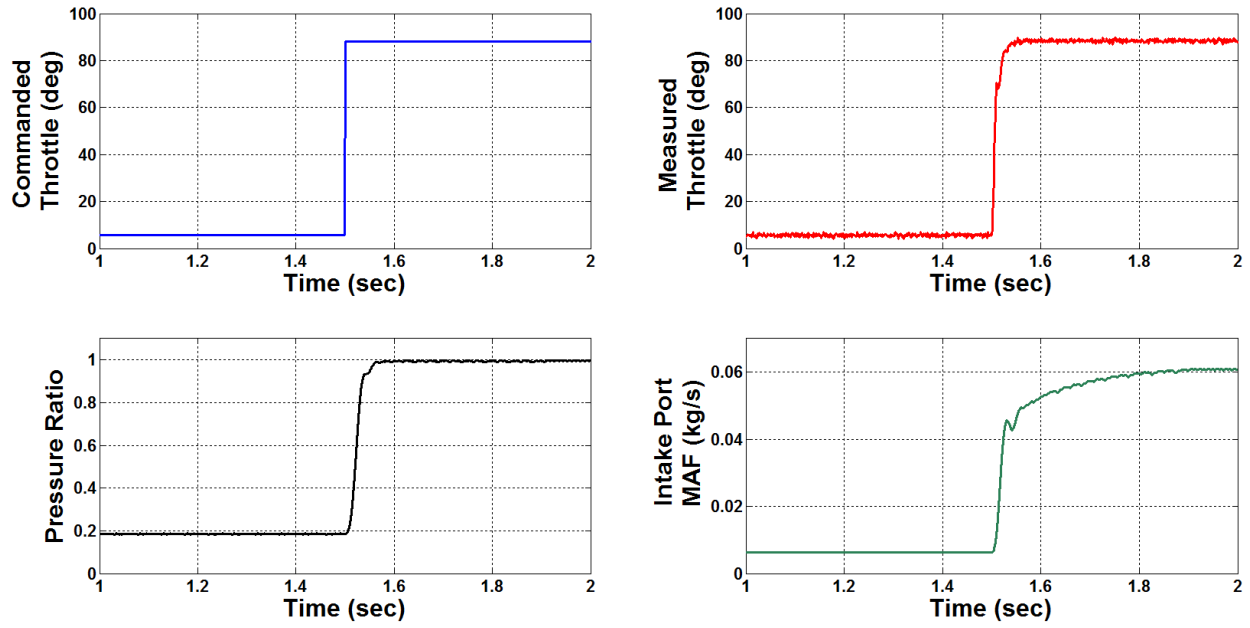 Commanded
Throttle (deg)
100
80
60
40
20
0
1 1.2 1.4 1.6 1.8 2
Time (sec)
Measured
Throttle (deg)
100
80
60
40
20
0
1 1.2 1.4 1.6 1.8 2
Time (sec)
Pressure Ratio
1
0.8
0.6
0.4
0.2
0
1 1.2 1.4 1.6 1.8 2
Time (sec)
Intake Port
MAF (kg/s)
0.06
0.04
0.02
0
1 1.2 1.4 1.6 1.8 2
Time (sec)